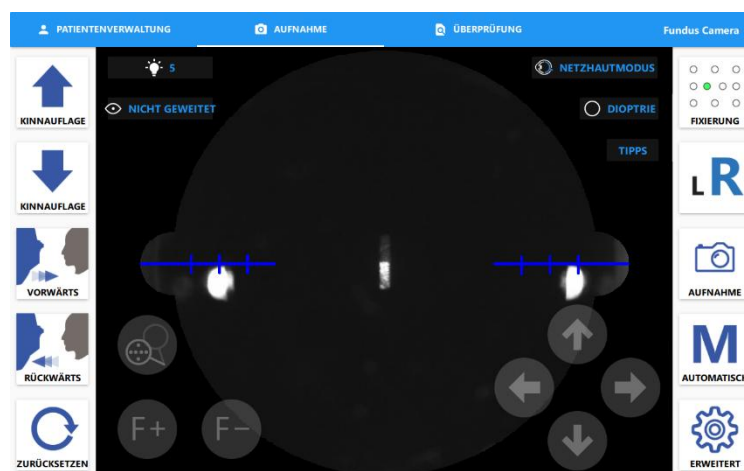 PATIENTENVERWALTUNG
AUFNAHME
ÜBERPRÜFUNG
Fundus Camera
5
NICHT GEWEITET
NETZHAUTMODUS
DIOPTRIE
TIPPS
KINNAUFLAGE
KINNAUFLAGE
VORWÄRTS
RÜCKWÄRTS
ZURÜCKSETZEN
F+
F-
FIXIERUNG
L R
AUFNAHME
M
AUTOMATISCH
ERWEITERT